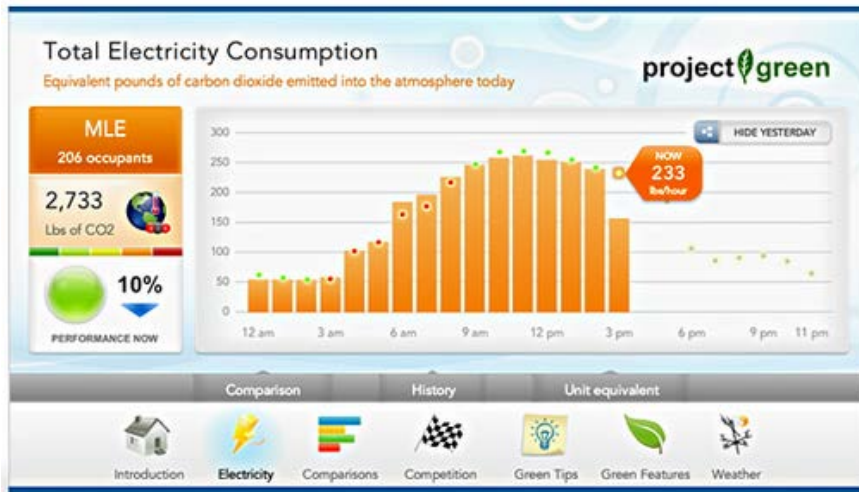 Total Electricity Consumption
Equivalent pounds of carbon dioxide emitted into the atmosphere today
project green
MLE
206 occupants
2,733
Lbs of CO2
10%
PERFORMANCE NOW
HIDE YESTERDAY
NOW
233
lbs/hour
300
250
200
150
100
50
0
12 am 3 am 6 am 9 am 12 pm 3 pm 6 pm 9 pm 11 pm
Comparison History Unit equivalent
Introduction Electricity Comparisons Competition Green Tips Green Features Weather